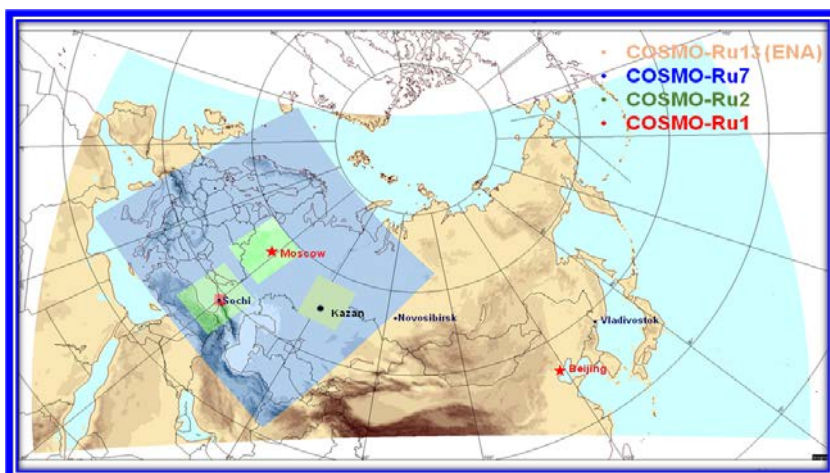 COSMO-Ru13(ENA)
COSMO-Ru7
COSMO-Ru2
COSMO-Ru1
Moscow
Sochi
Kazan
Novosibirsk
Vladivostok
Beijing